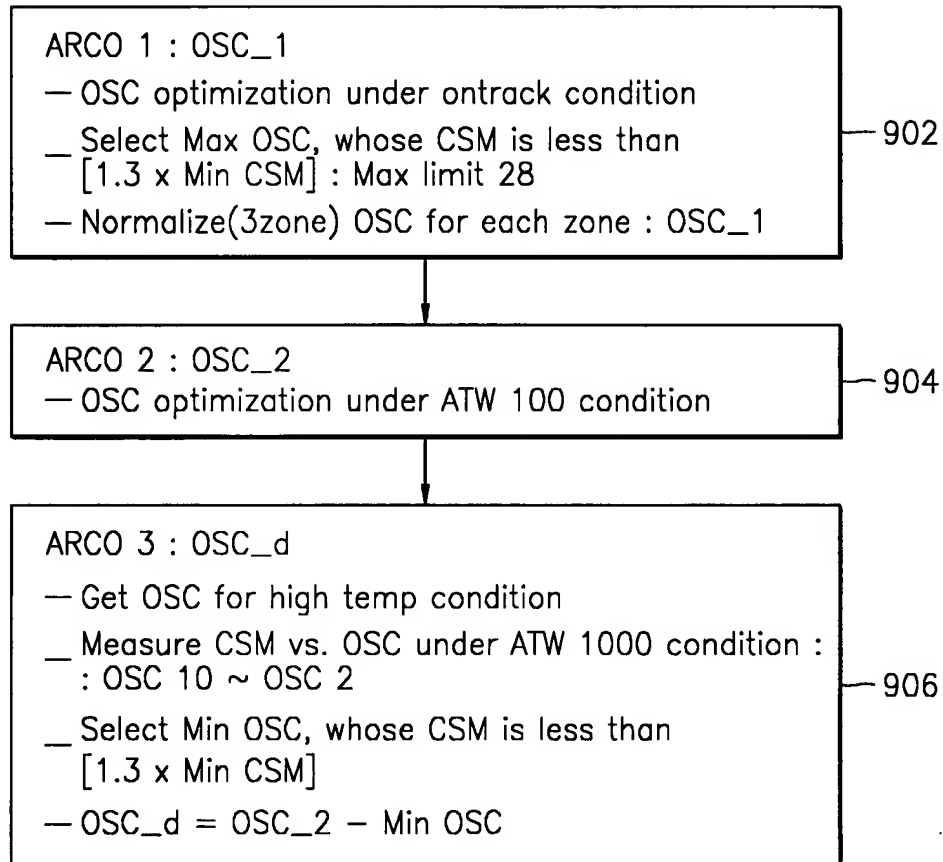 ARCO 1 : OSC_1
— OSC optimization under ontrack condition
— Select Max OSC, whose CSM is less than
[1.3 x Min CSM] : Max limit 28
— Normalize(3zone) OSC for each zone : OSC_1
902
ARCO 2 : OSC_2
— OSC optimization under ATW 100 condition
904
ARCO 3 : OSC_d
— Get OSC for high temp condition
— Measure CSM vs. OSC under ATW 1000 condition :
: OSC 10 ~ OSC 2
— Select Min OSC, whose CSM is less than
[1.3 x Min CSM]
— OSC_d = OSC_2 — Min OSC
906